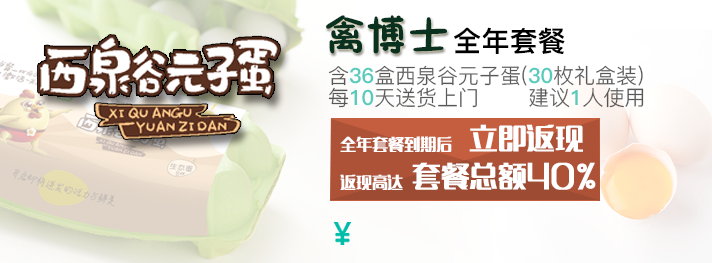 西泉谷元子蛋
XI QUANGU
YUAN ZI DAN
禽博士 全年套餐
含36盒西泉谷元子蛋(30枚礼盒装)
每10天送货上门 建议1人使用
全年套餐到期后 立即返现
返现高达 套餐总额40%
¥